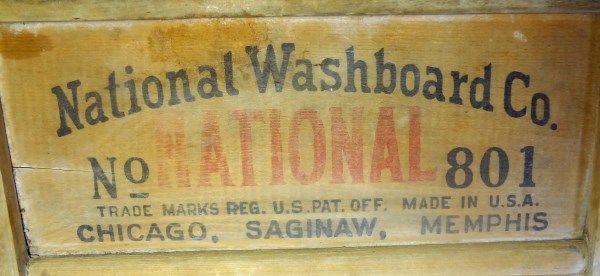 National Washboard Co.
No NATIONAL 801
TRADE MARKS REG. U.S. PAT. OFF. MADE IN U.S.A.
CHICAGO, SAGINAW, MEMPHIS